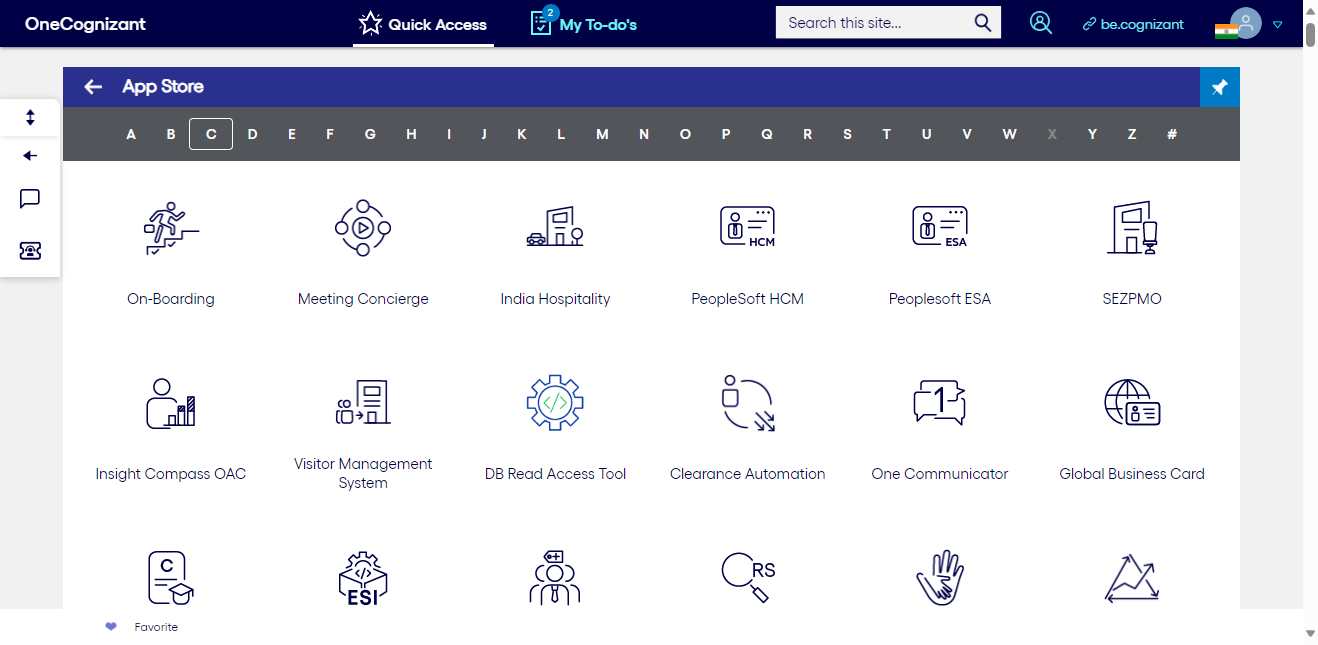 OneCognizant
Quick Access
2
My To-do's
Search this site...
be.cognizant
App Store
A B C D E F G H I J K L M N O P Q R S T U V W X Y Z #
HCM
ESA
On-Boarding
Meeting Concierge
India Hospitality
PeopleSoft HCM
Peoplesoft ESA
SEZPMO
1
Insight Compass OAC
Visitor Management
System
DB Read Access Tool
Clearance Automation
One Communicator
Global Business Card
C
ESI
RS
Favorite